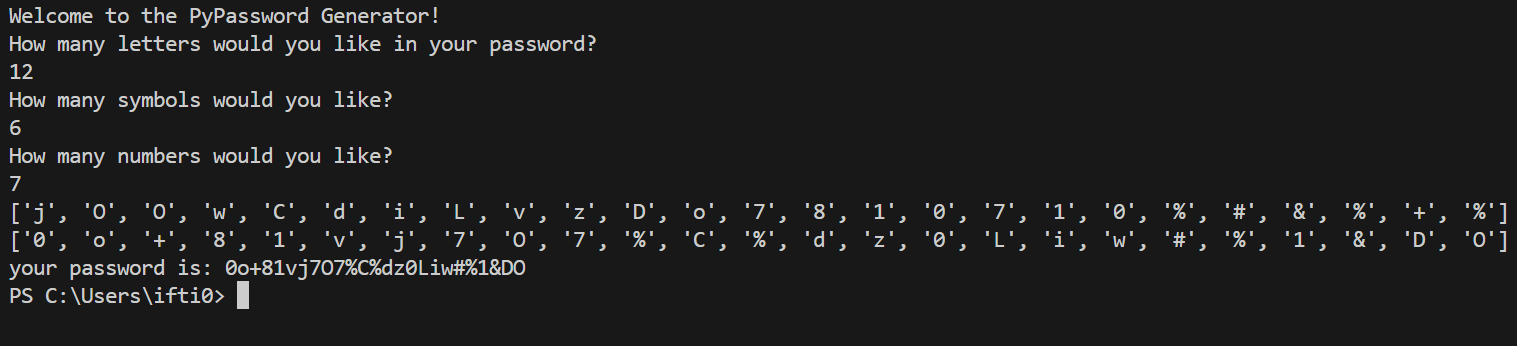 Welcome to the PyPassword Generator!
How many letters would you like in your password?
12
How many symbols would you like?
6
How many numbers would you like?
7
['j', 'O', 'O', 'w', 'C', 'd', 'i', 'L', 'v', 'z', 'D', 'o', '7', '8', '1', '0', '7', '1', '0', '%', '#', '&', '%', '+', '%']
['0', 'o', '+', '8', '1', 'v', 'j', '7', 'O', '7', '%', 'C', '%', 'd', 'z', '0', 'L', 'i', 'w', '#', '%', '1', '&', 'D', 'O']
your password is: 0o+81vj7O7%C%dz0Liw#%1&DO
PS C:\Users\ifti0>